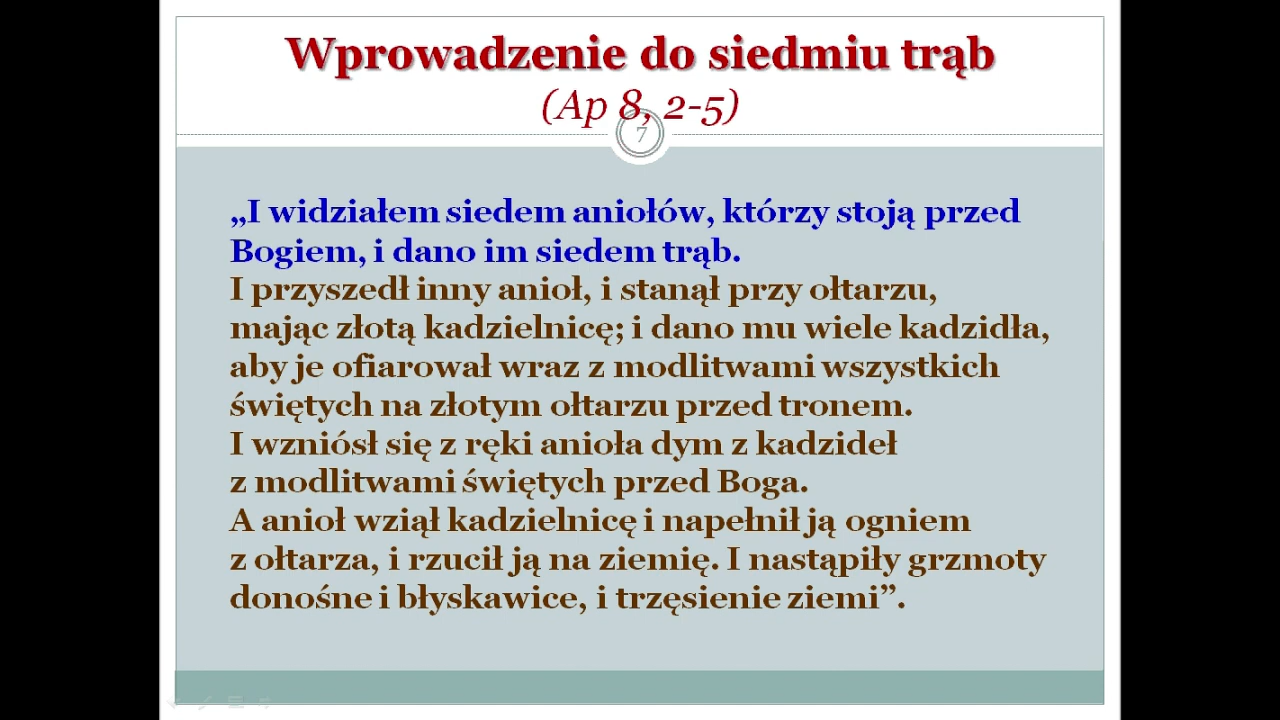 Wprowadzenie do siedmiu trąb
(Ap 8, 2-5)
7
„I widziałem siedem aniołów, którzy stoją przed
Bogiem, i dano im siedem trąb.
I przyszedł inny anioł, i stanął przy ołtarzu,
mając złotą kadzielnicę; i dano mu wiele kadzidła,
aby je ofiarował wraz z modlitwami wszystkich
świętych na złotym ołtarzu przed tronem.
I wzniósł się z ręki anioła dym z kadzideł
z modlitwami świętych przed Boga.
A anioł wziął kadzielnicę i napełnił ją ogniem
z ołtarza, i rzucił ją na ziemię. I nastąpiły grzmoty
donośne i błyskawice, i trzęsienie ziemi”.